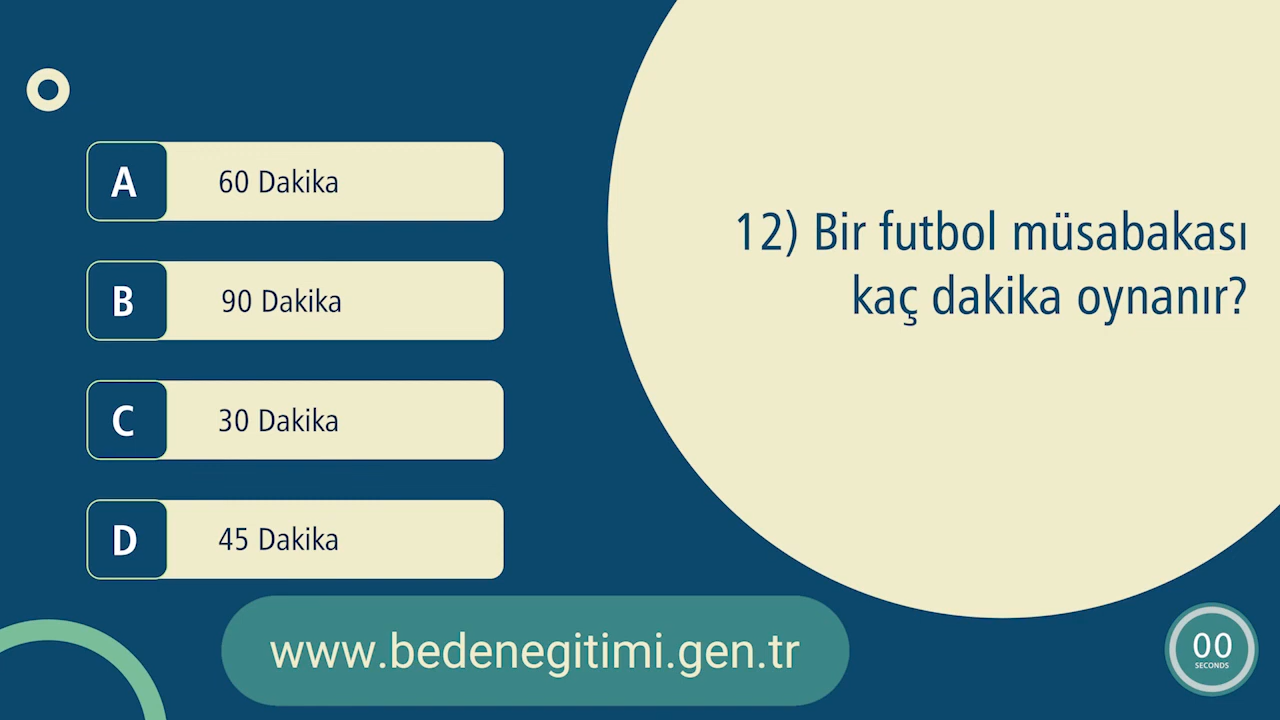 12) Bir futbol müsabakası
kaç dakika oynanır?
A 60 Dakika
B 90 Dakika
C 30 Dakika
D 45 Dakika
www.bedenegitimi.gen.tr
00
SECONDS